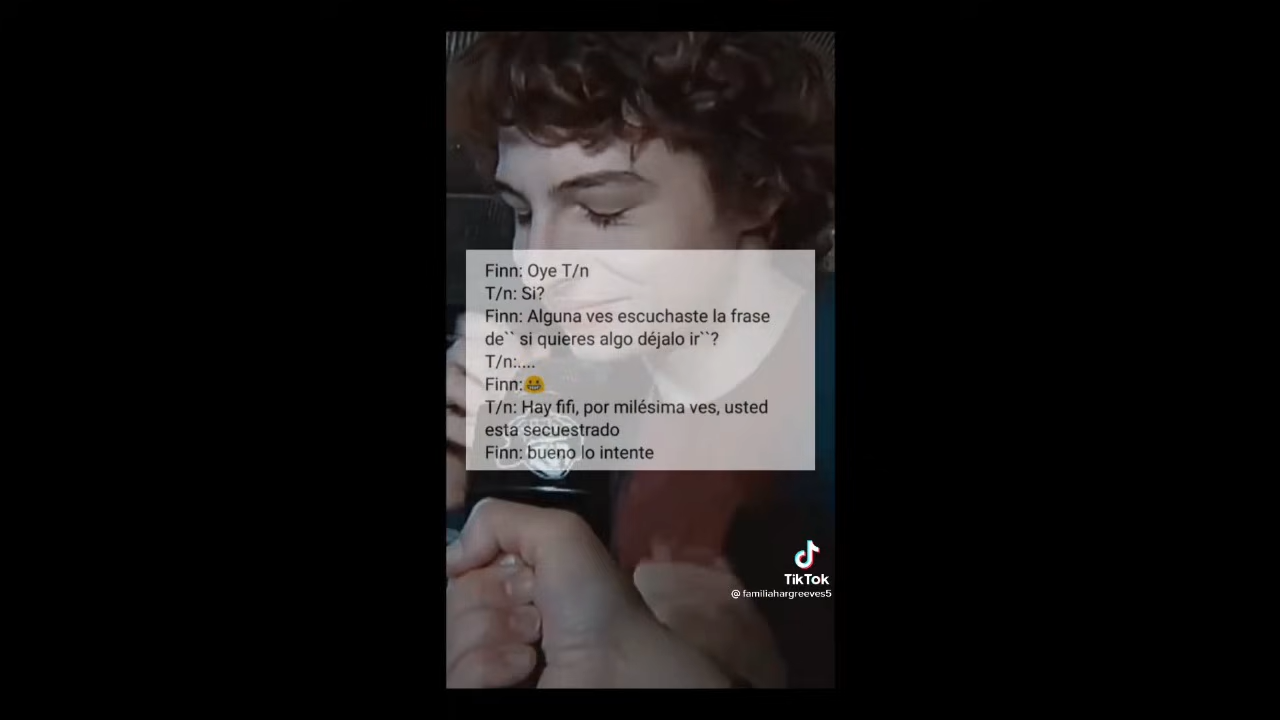 Finn: Oye T/n
T/n: Si?
Finn: Alguna ves escuchaste la frase
de`` si quieres algo déjalo ir``?
T/n:....
Finn:😬
T/n: Hay fifi, por milésima ves, usted
esta secuestrado
Finn: bueno lo intente
TikTok
@ familiahargreeves5